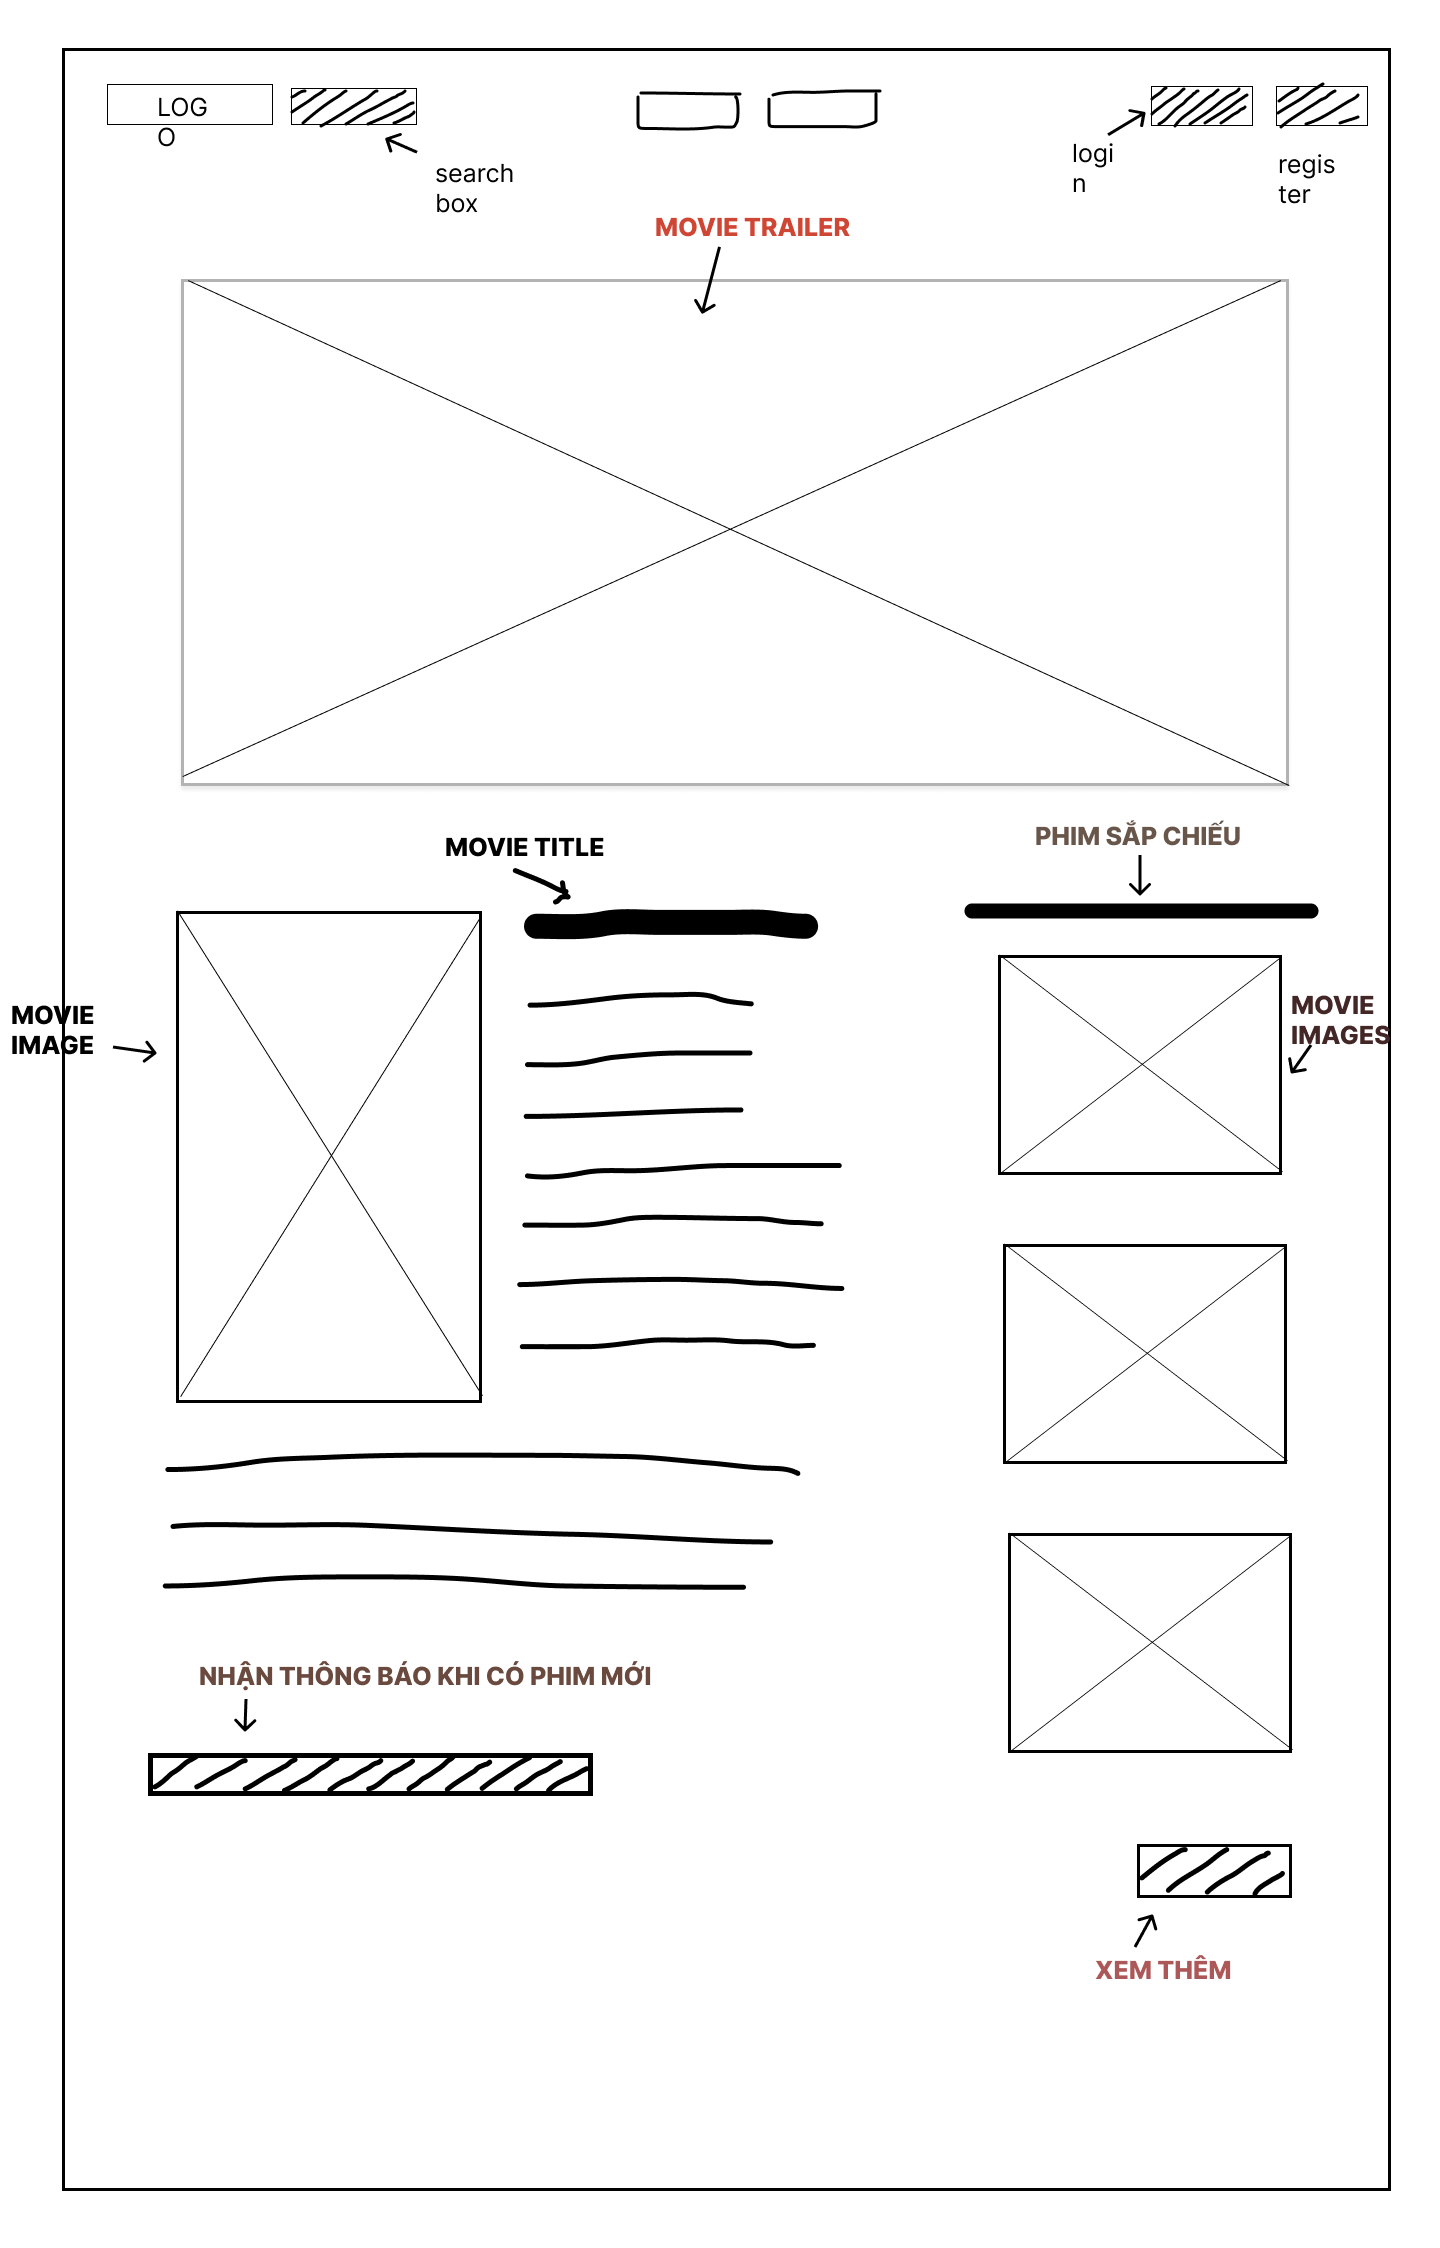 LOG
O
search
box
logi
n
regis
ter
MOVIE TRAILER
MOVIE TITLE
PHIM SẮP CHIẾU
MOVIE
IMAGE
MOVIE
IMAGES
NHẬN THÔNG BÁO KHI CÓ PHIM MỚI
XEM THÊM